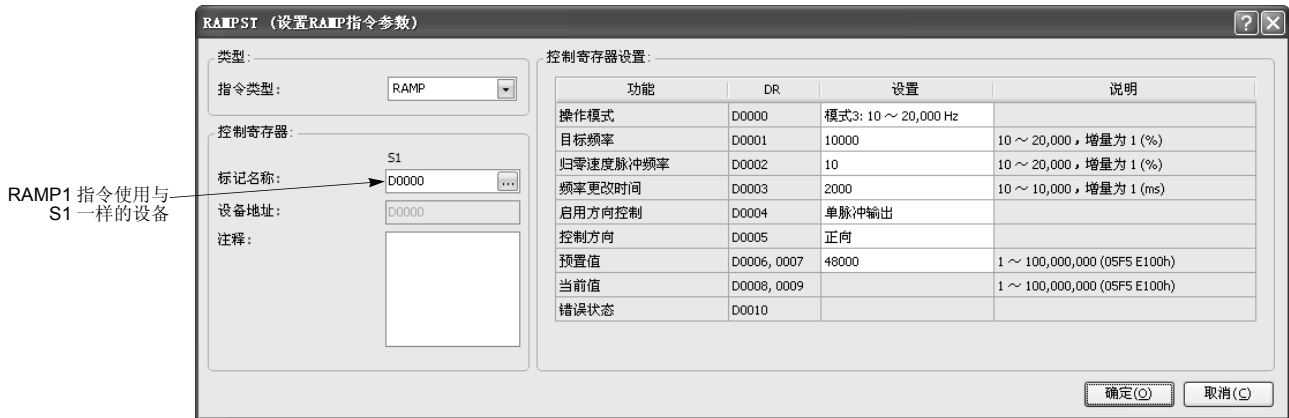 RAMPST (设置RAMP指令参数)
类型:
指令类型: RAMP
控制寄存器:
S1
标记名称: D0000 ...
设备地址: D0000
注释:
RAMP1 指令使用与
S1 一样的设备
控制寄存器设置:
功能 DR 设置 说明
操作模式 D0000 模式3: 10 ～ 20,000 Hz
目标频率 D0001 10000 10 ～ 20,000，增量为 1 (%)
归零速度脉冲频率 D0002 10 10 ～ 20,000，增量为 1 (%)
频率更改时间 D0003 2000 10 ～ 10,000，增量为 1 (ms)
启用方向控制 D0004 单脉冲输出
控制方向 D0005 正向
预置值 D0006, 0007 48000 1 ～ 100,000,000 (05F5 E100h)
当前值 D0008, 0009 1 ～ 100,000,000 (05F5 E100h)
错误状态 D0010
确定(O) 取消(C)